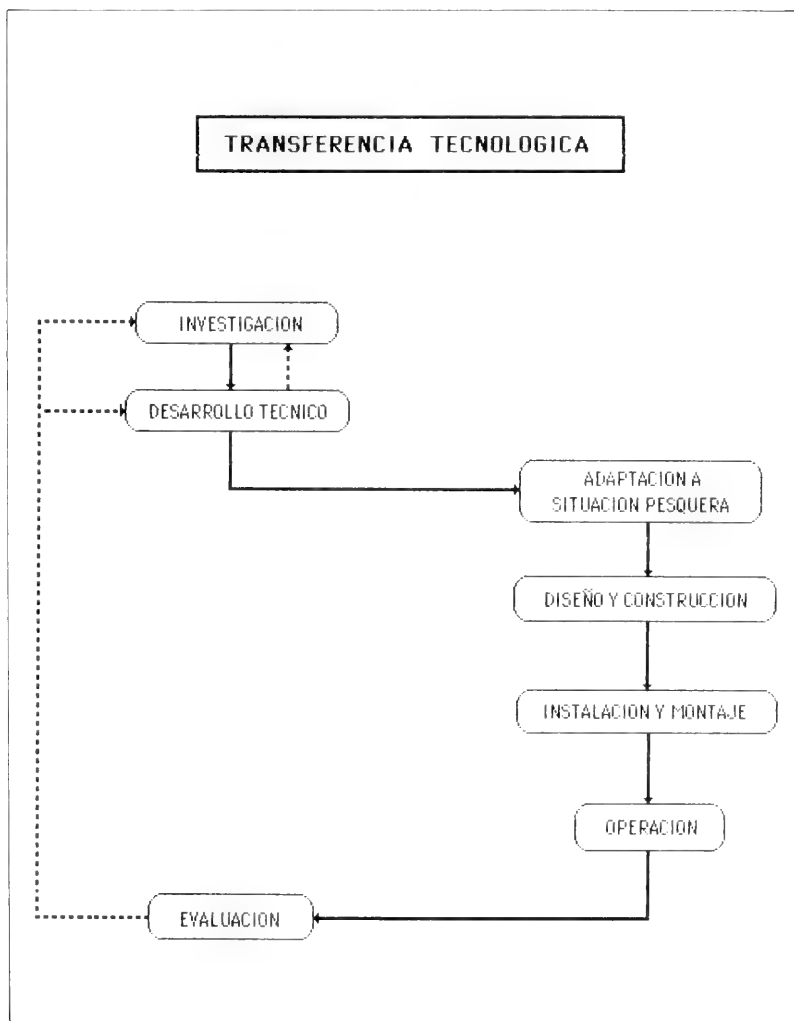 TRANSFERENCIA TECNOLOGICA
INVESTIGACION
DESARROLLO TECNICO
ADAPTACION A
SITUACION PESQUERA
DISEÑO Y CONSTRUCCION
INSTALACION Y MONTAJE
OPERACION
EVALUACION